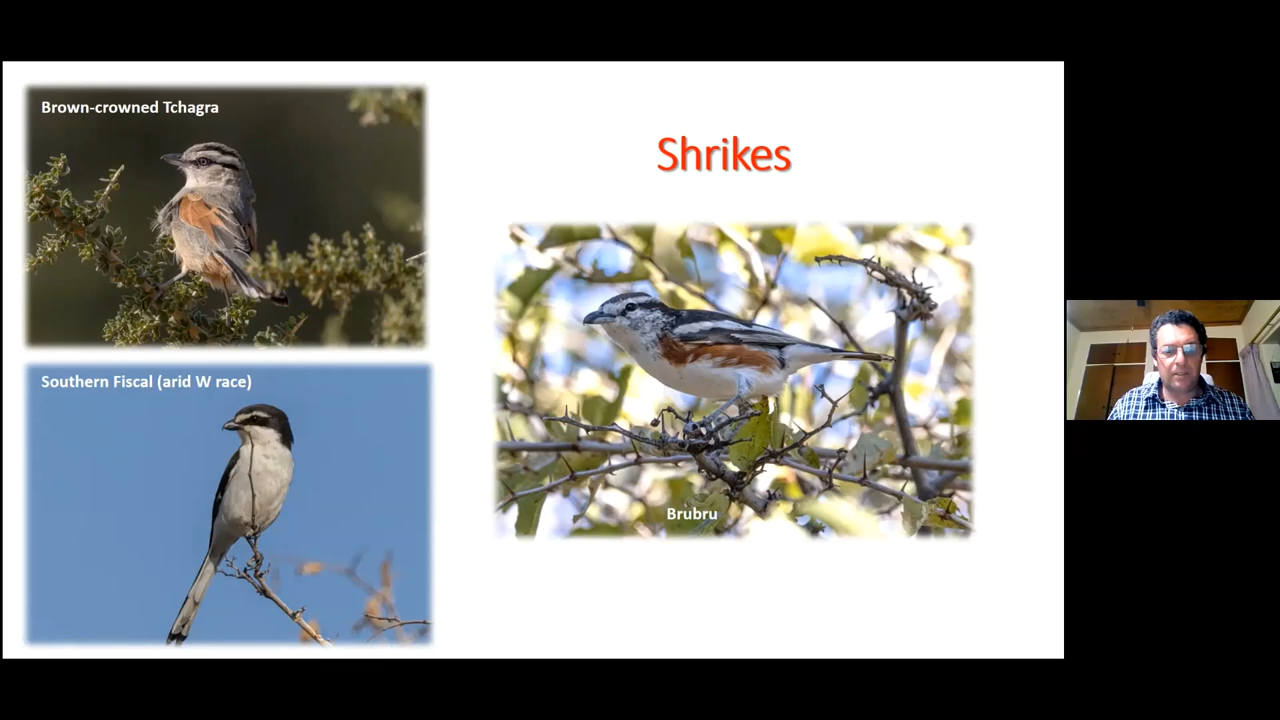 Brown-crowned Tchagra
Shrikes
Southern Fiscal (arid W race)
Brubru